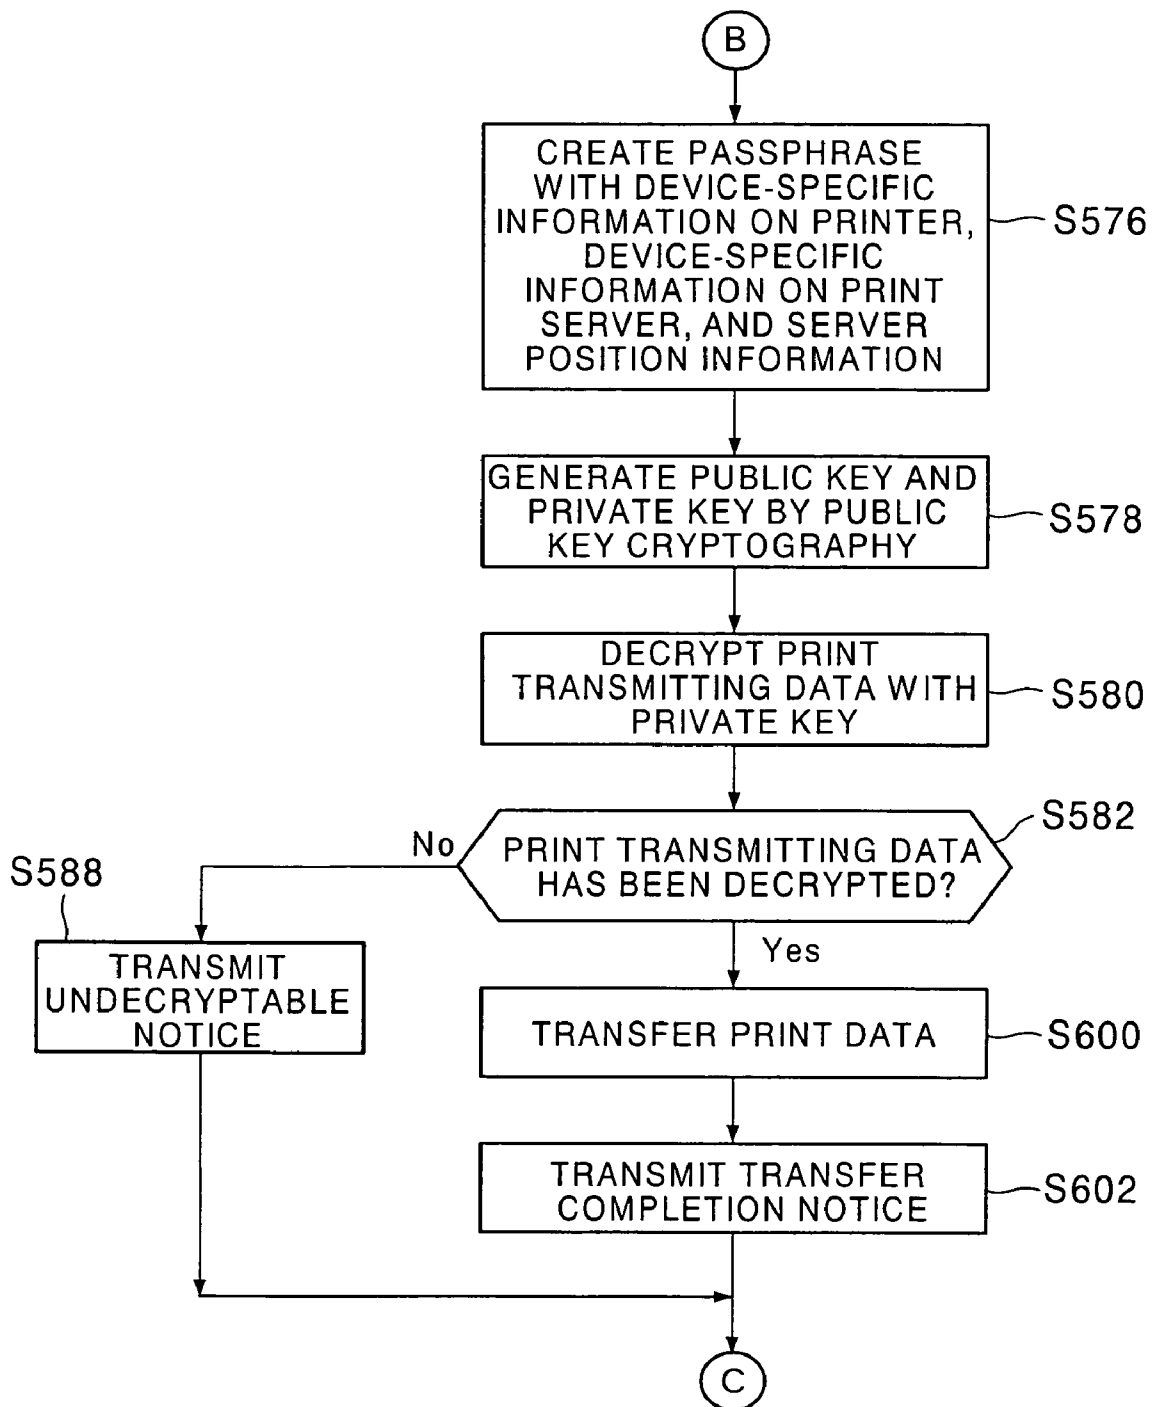 B
CREATE PASSPHRASE
WITH DEVICE-SPECIFIC
INFORMATION ON PRINTER,
DEVICE-SPECIFIC
INFORMATION ON PRINT
SERVER, AND SERVER
POSITION INFORMATION
S576
GENERATE PUBLIC KEY AND
PRIVATE KEY BY PUBLIC
KEY CRYPTOGRAPHY
S578
DECRYPT PRINT
TRANSMITTING DATA WITH
PRIVATE KEY
S580
S582
No
PRINT TRANSMITTING DATA
HAS BEEN DECRYPTED?
S588
Yes
TRANSMIT
UNDECRYPTABLE
NOTICE
TRANSFER PRINT DATA
S600
TRANSMIT TRANSFER
COMPLETION NOTICE
S602
C